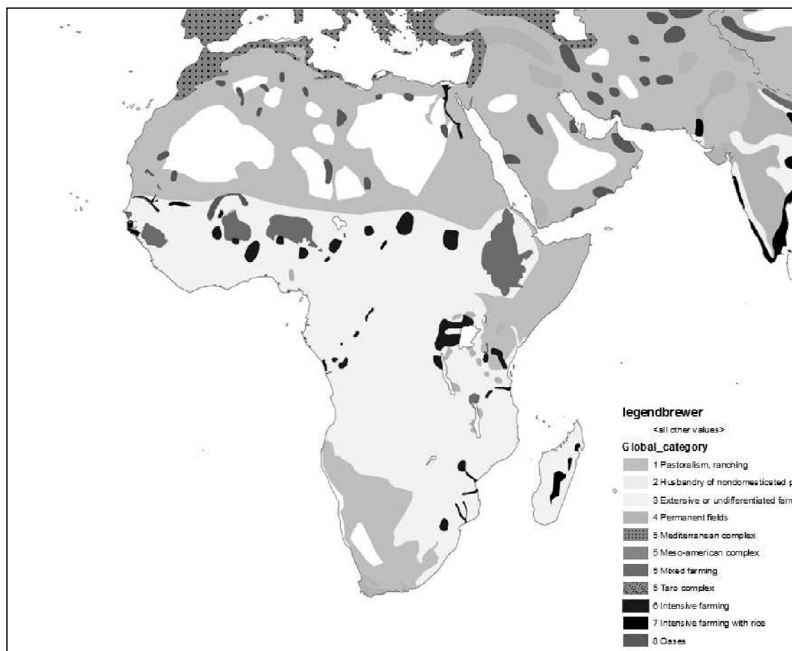 legendbrewer
<all other values>
Global_category
1 Pastoralism, ranching
2 Husbandry of nondomesticated p
3 Extensive or undifferentiated farm
4 Permanent fields
5 Mediterranean complex
5 Meso-american complex
5 Mixed farming
5 Taro complex
6 Intensive farming
7 Intensive farming with rice
8 Oases